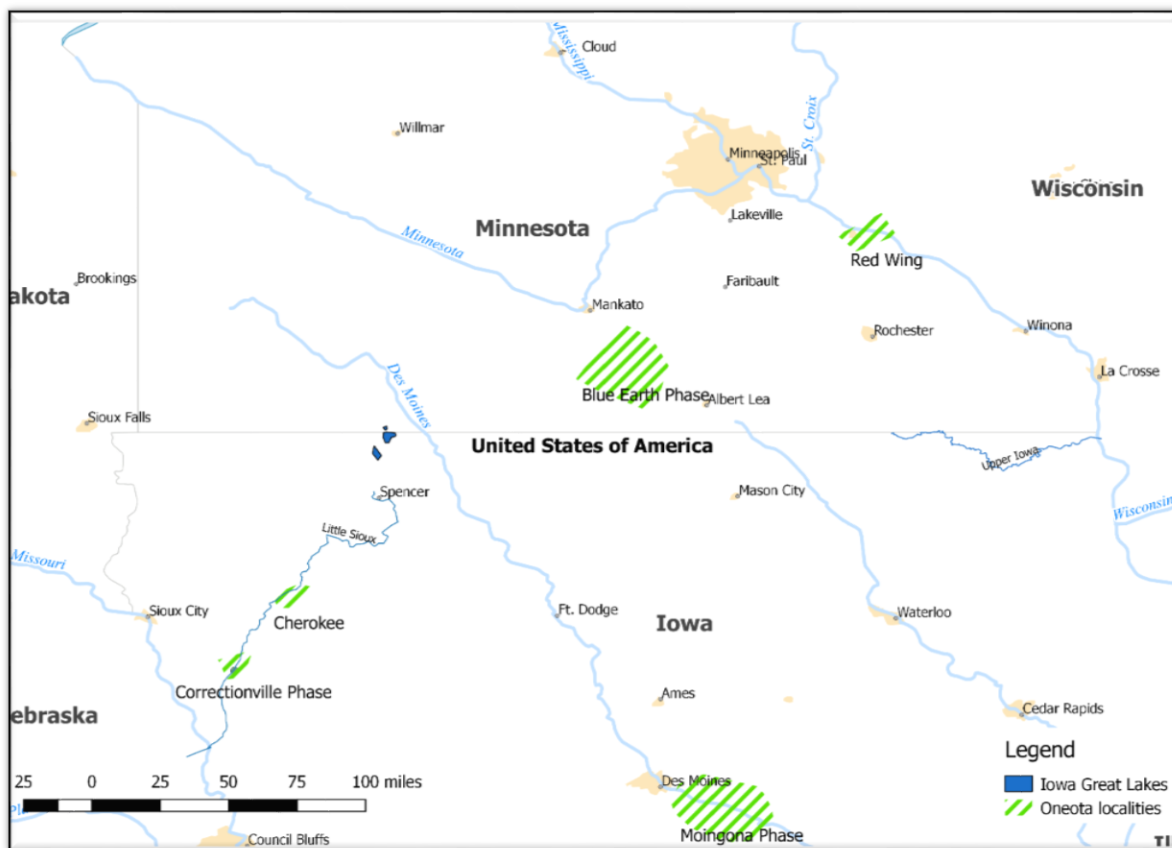 Mississippi
Cloud
Willmar
St. Croix
Minneapolis
St. Paul
Wisconsin
Lakeville
Minnesota
Minnesota
Red Wing
Brookings
akota
Faribault
Mankato
Rochester
Winona
Des Moines
La Crosse
Blue Earth Phase
Albert Lea
Sioux Falls
United States of America
Upper Iowa
Spencer
Mason City
Wisconsin
Little Sioux
Missouri
Sioux City
Cherokee
Ft. Dodge
Iowa
Waterloo
Correctionville Phase
Ames
ebraska
Cedar Rapids
Legend
25 0 25 50 75 100 miles
Des Moines
Iowa Great Lakes
Oneota localities
Moingona Phase
Council Bluffs